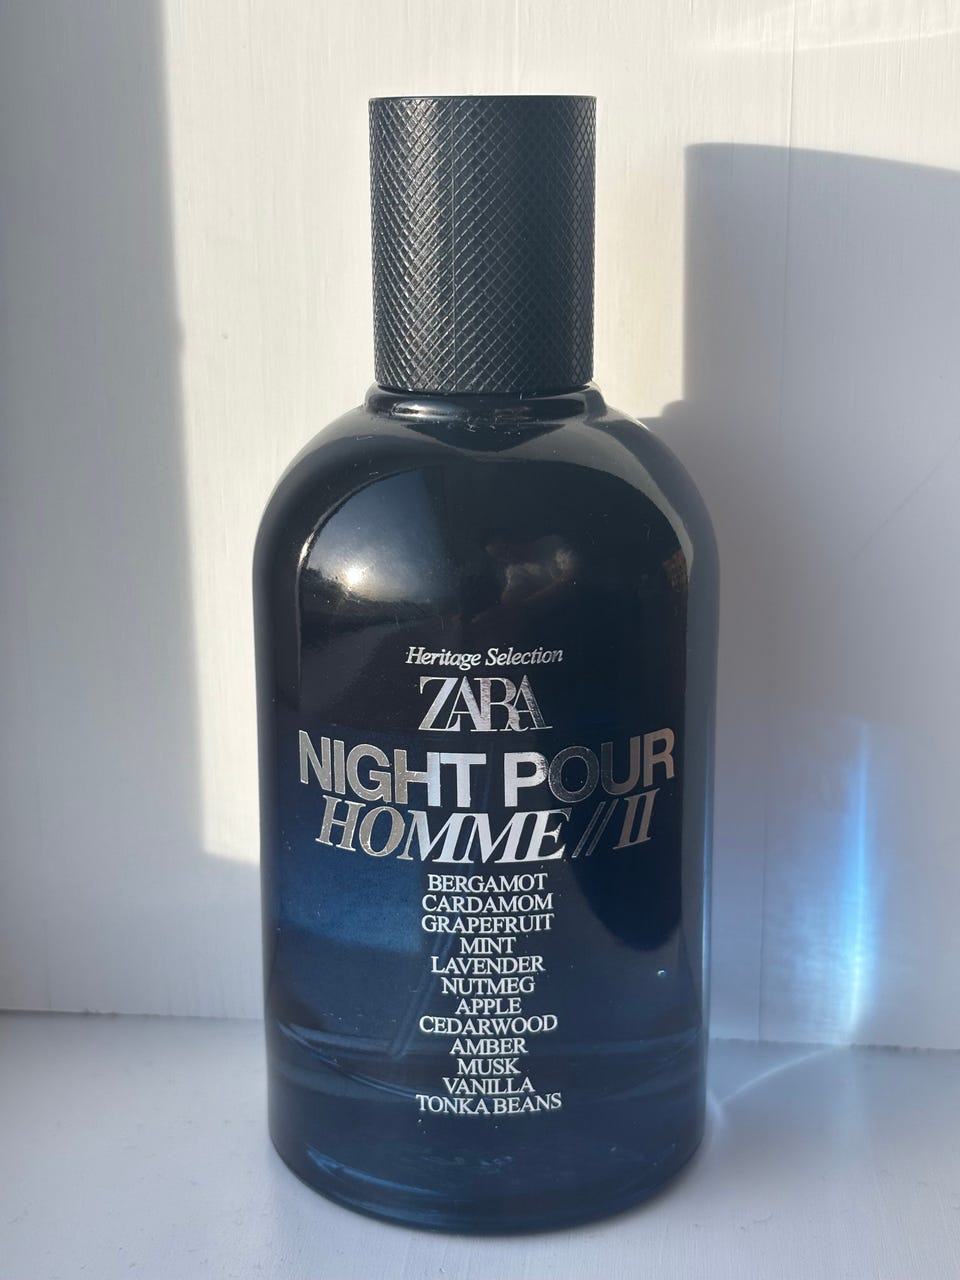 Heritage Selection
ZARA
NIGHT POUR
HOMME // II
BERGAMOT
CARDAMOM
GRAPEFRUIT
MINT
LAVENDER
NUTMEG
APPLE
CEDARWOOD
AMBER
MUSK
VANILLA
TONKA BEANS